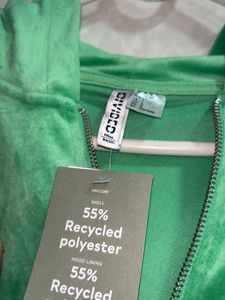 DIVIDED
HM.COM
SHELL
55%
Recycled
polyester
HOOD LINING
55%
Recycled